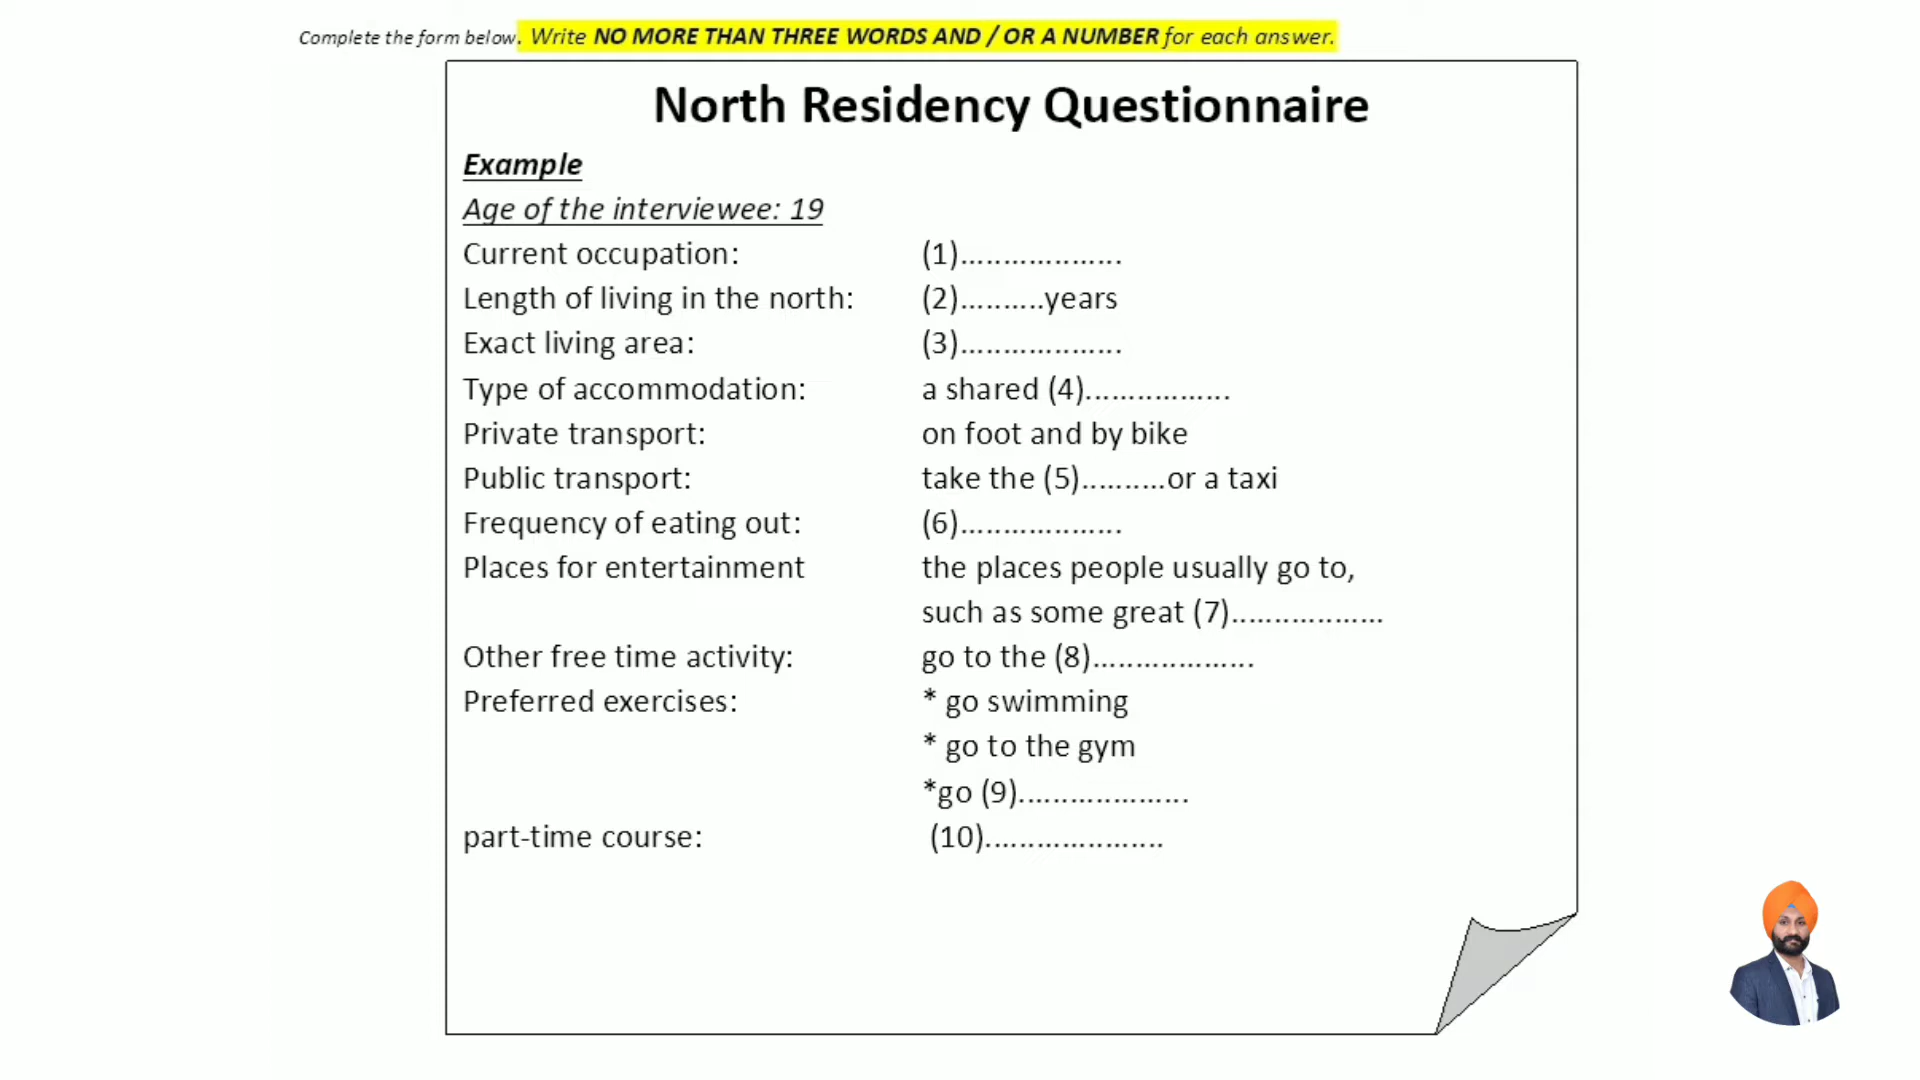 Complete the form below. Write NO MORE THAN THREE WORDS AND / OR A NUMBER for each answer.
North Residency Questionnaire
Example
Age of the interviewee: 19
Current occupation: (1)...................
Length of living in the north: (2)..........years
Exact living area: (3)...................
Type of accommodation: a shared (4).................
Private transport: on foot and by bike
Public transport: take the (5)..........or a taxi
Frequency of eating out: (6)...................
Places for entertainment the places people usually go to,
such as some great (7)..................
Other free time activity: go to the (8)...................
Preferred exercises: * go swimming
* go to the gym
*go (9)....................
part-time course: (10).....................